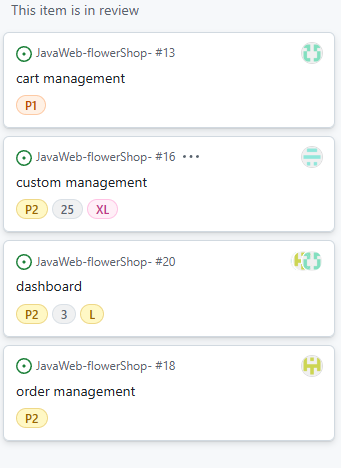 This item is in review
JavaWeb-flowerShop- #13
cart management
P1
JavaWeb-flowerShop- #16 •••
custom management
P2 25 XL
JavaWeb-flowerShop- #20
dashboard
P2 3 L
JavaWeb-flowerShop- #18
order management
P2